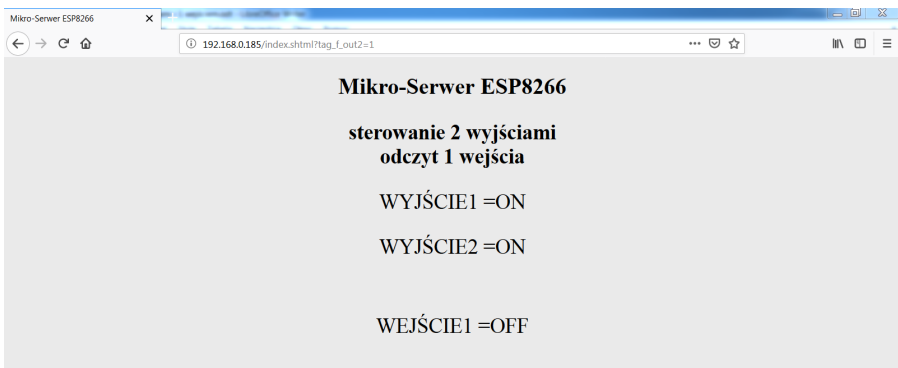 Mikro-Serwer ESP8266
192.168.0.185/index.shtml?tag_f_out2=1
Mikro-Serwer ESP8266
sterowanie 2 wyjściami
odczyt 1 wejścia
WYJŚCIE1 =ON
WYJŚCIE2 =ON
WEJŚCIE1 =OFF